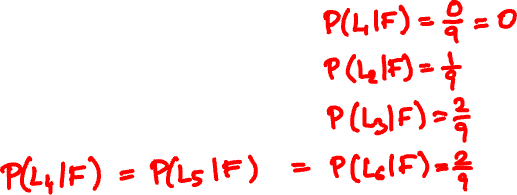 P(L₁|F) = 0/9 = 0
P(L₂|F) = 1/9
P(L₃|F) = 2/9
P(L₄|F) = P(L₅|F) = P(L₆|F) = 2/9